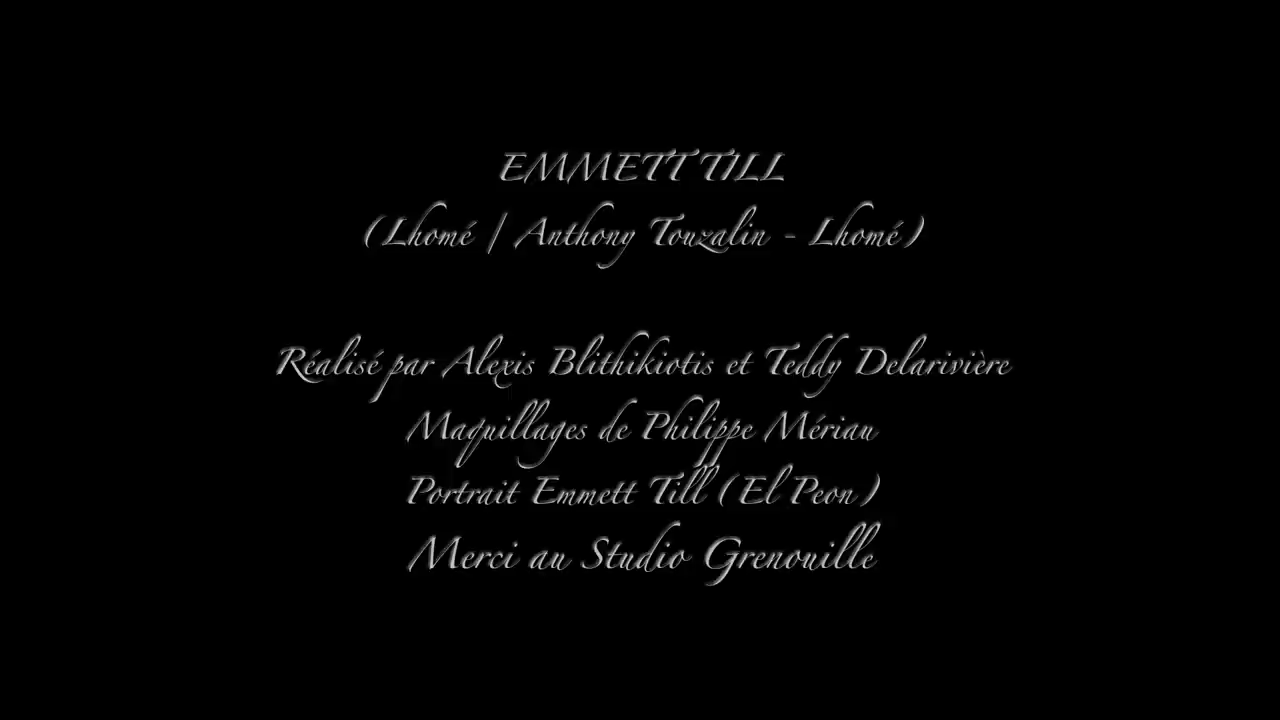 EMMETT TILL
(Lhomé | Anthony Touzalin - Lhomé)
Réalisé par Alexis Blithikiotis et Teddy Delarivière
Maquillages de Philippe Mériau
Portrait Emmett Till (El Peon)
Merci au Studio Grenouille